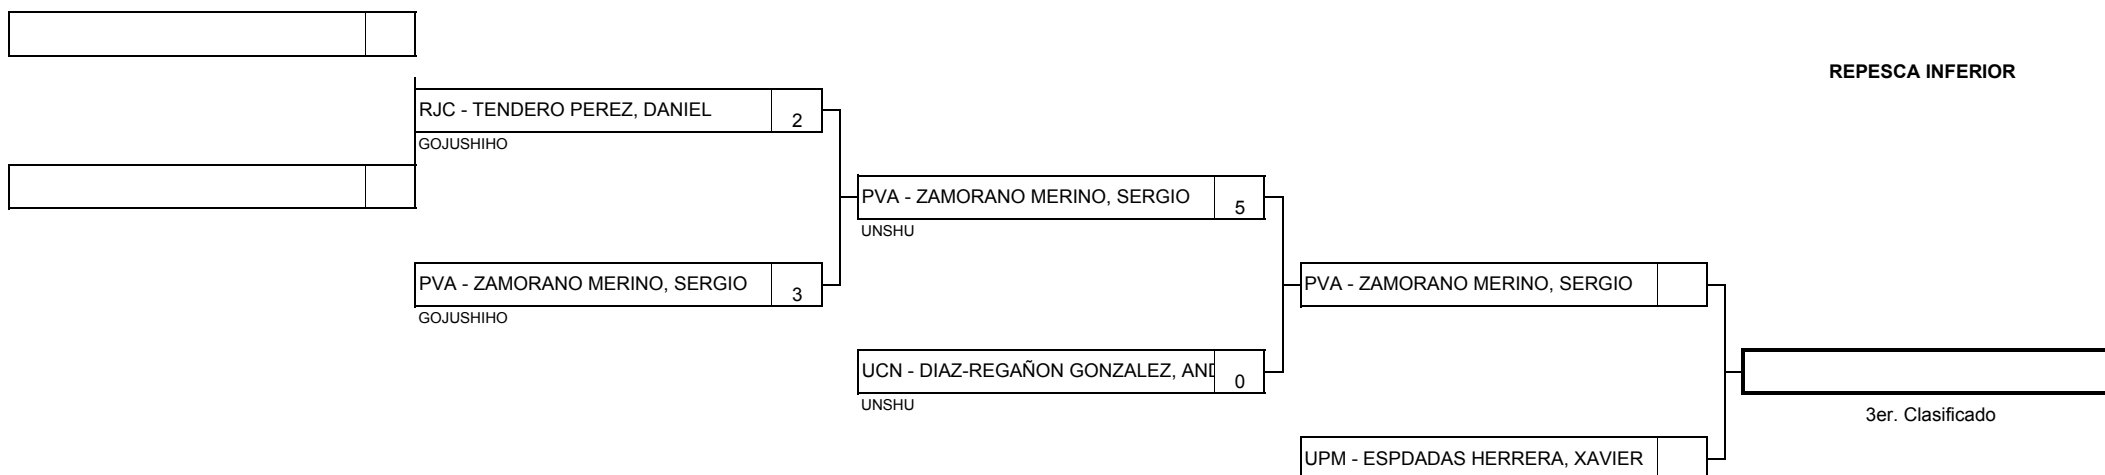 REPESCA INFERIOR
RJC - TENDERO PEREZ, DANIEL 2
GOJUSHIHO
PVA - ZAMORANO MERINO, SERGIO 5
UNSHU
PVA - ZAMORANO MERINO, SERGIO 3
GOJUSHIHO
PVA - ZAMORANO MERINO, SERGIO
UCN - DIAZ-REGAÑON GONZALEZ, AND 0
UNSHU
3er. Clasificado
UPM - ESPDADAS HERRERA, XAVIER